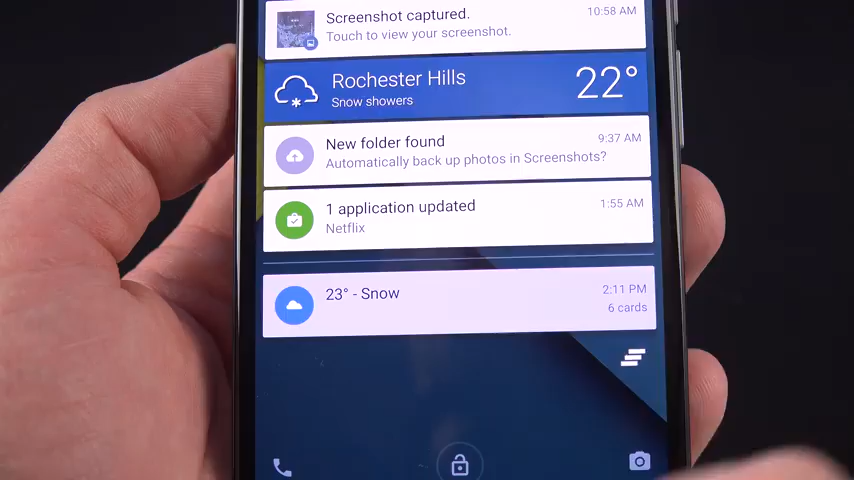 Screenshot captured.
10:58 AM
Touch to view your screenshot.
Rochester Hills
22°
Snow showers
New folder found
9:37 AM
Automatically back up photos in Screenshots?
1 application updated
1:55 AM
Netflix
23° - Snow
2:11 PM
6 cards